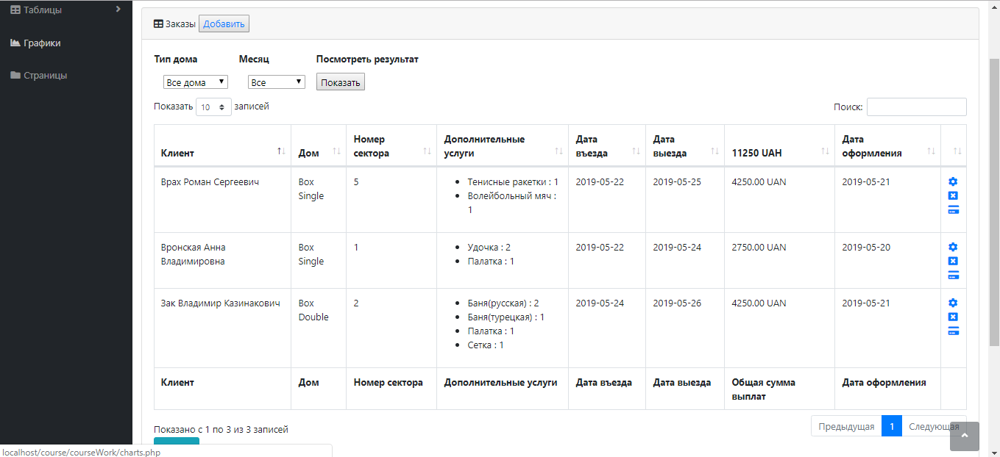 Таблицы
Графики
Страницы
Заказы Добавить
Тип дома Месяц Посмотреть результат
Все дома Все Показать
Показать 10 записей Поиск:
Клиент Дом Номер сектора Дополнительные услуги Дата въезда Дата выезда 11250 UAH Дата оформления
Врах Роман Сергеевич Box Single 5 Тенисные ракетки : 1 2019-05-22 2019-05-25 4250.00 UAN 2019-05-21
Волейбольный мяч : 1
Вронская Анна Владимировна Box Single 1 Удочка : 2 2019-05-22 2019-05-24 2750.00 UAN 2019-05-20
Палатка : 1
Зак Владимир Казинакович Box Double 2 Баня(русская) : 2 2019-05-24 2019-05-26 4250.00 UAN 2019-05-21
Баня(турецкая) : 1
Палатка : 1
Сетка : 1
Клиент Дом Номер сектора Дополнительные услуги Дата въезда Дата выезда Общая сумма выплат Дата оформления
Показано с 1 по 3 из 3 записей
Предыдущая 1 Следующая
localhost/course/courseWork/charts.php